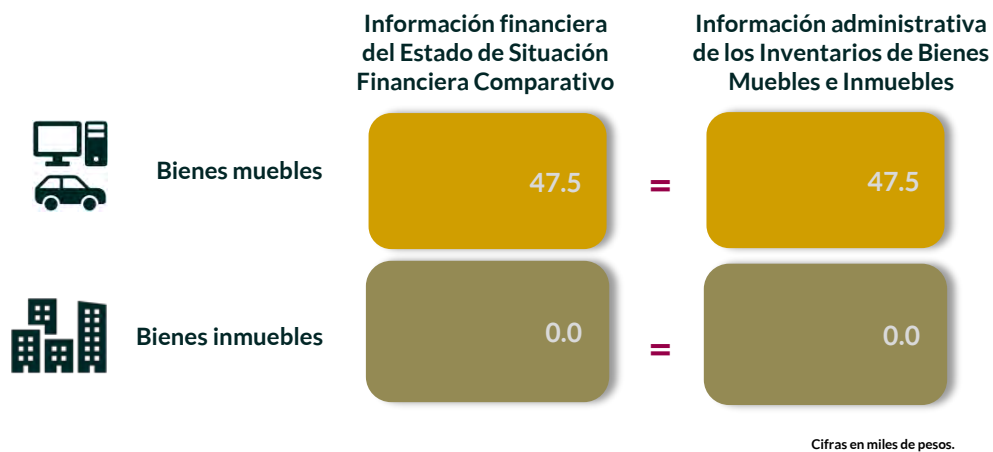 Información financiera
del Estado de Situación
Financiera Comparativo
Información administrativa
de los Inventarios de Bienes
Muebles e Inmuebles
Bienes muebles
47.5
=
47.5
Bienes inmuebles
0.0
=
0.0
Cifras en miles de pesos.